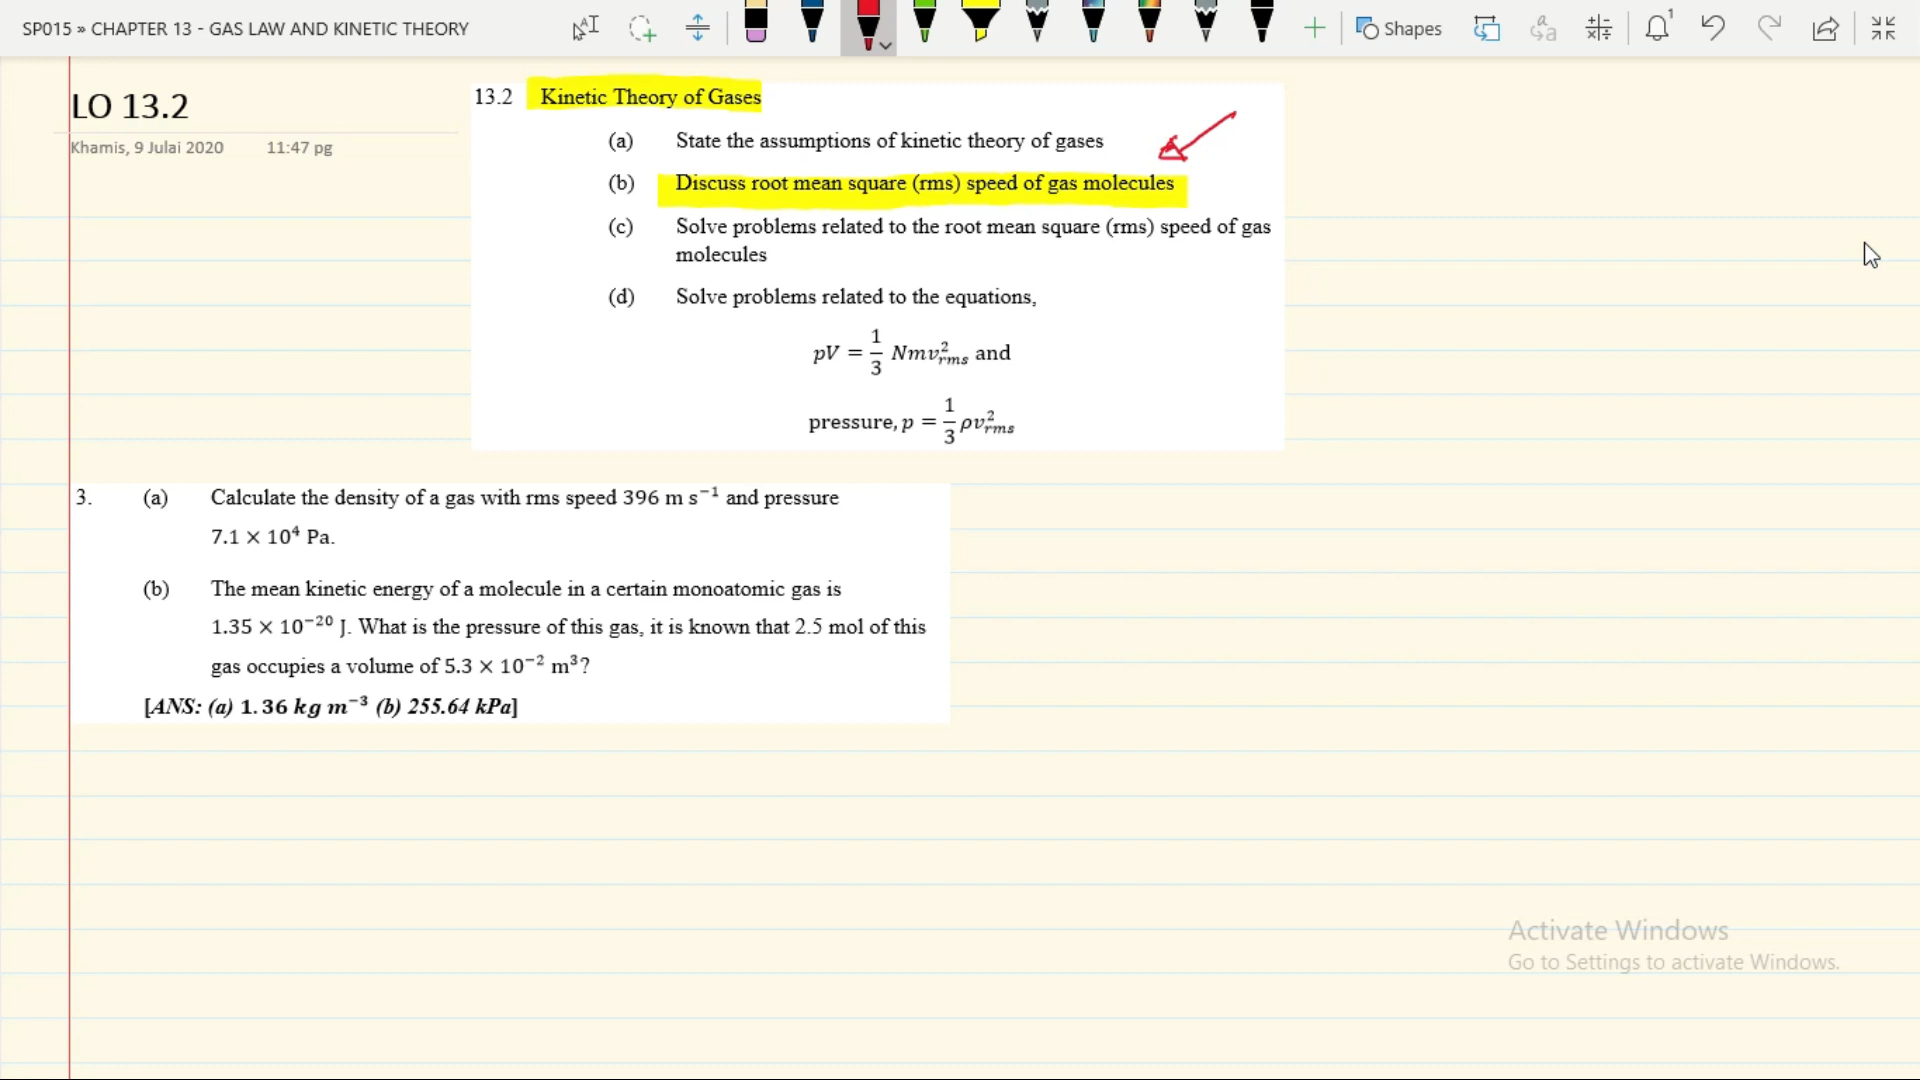 SP015 » CHAPTER 13 - GAS LAW AND KINETIC THEORY
Shapes
1
LO 13.2
Khamis, 9 Julai 2020 11:47 pg
13.2 Kinetic Theory of Gases
(a) State the assumptions of kinetic theory of gases
(b) Discuss root mean square (rms) speed of gas molecules
(c) Solve problems related to the root mean square (rms) speed of gas
molecules
(d) Solve problems related to the equations,
pV = 1/3 Nmv²rms and
pressure, p = 1/3 ρv²rms
3. (a) Calculate the density of a gas with rms speed 396 m s⁻¹ and pressure
7.1 × 10⁴ Pa.
(b) The mean kinetic energy of a molecule in a certain monoatomic gas is
1.35 × 10⁻²⁰ J. What is the pressure of this gas, it is known that 2.5 mol of this
gas occupies a volume of 5.3 × 10⁻² m³?
[ANS: (a) 1.36 kg m⁻³ (b) 255.64 kPa]
Activate Windows
Go to Settings to activate Windows.